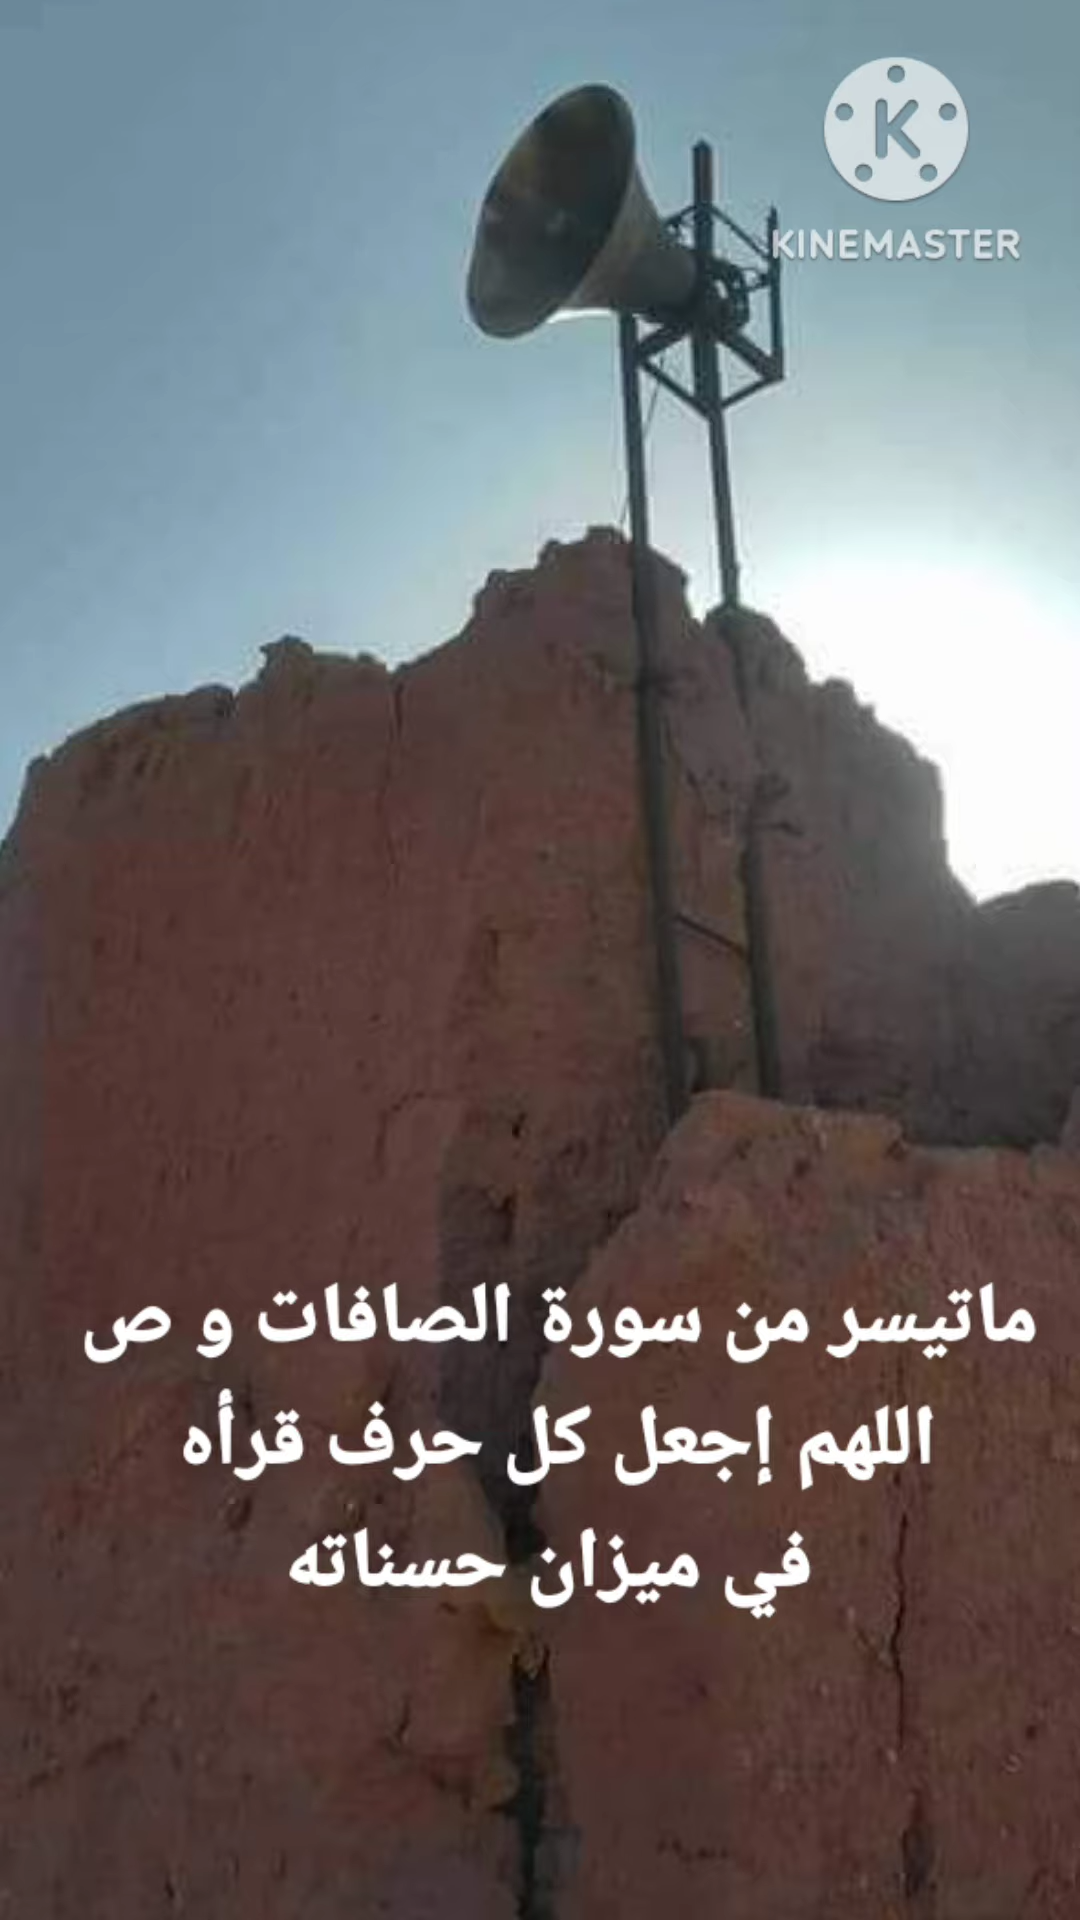 KINEMASTER
ماتيسر من سورة الصافات و ص
اللهم إجعل كل حرف قرأه
في ميزان حسناته